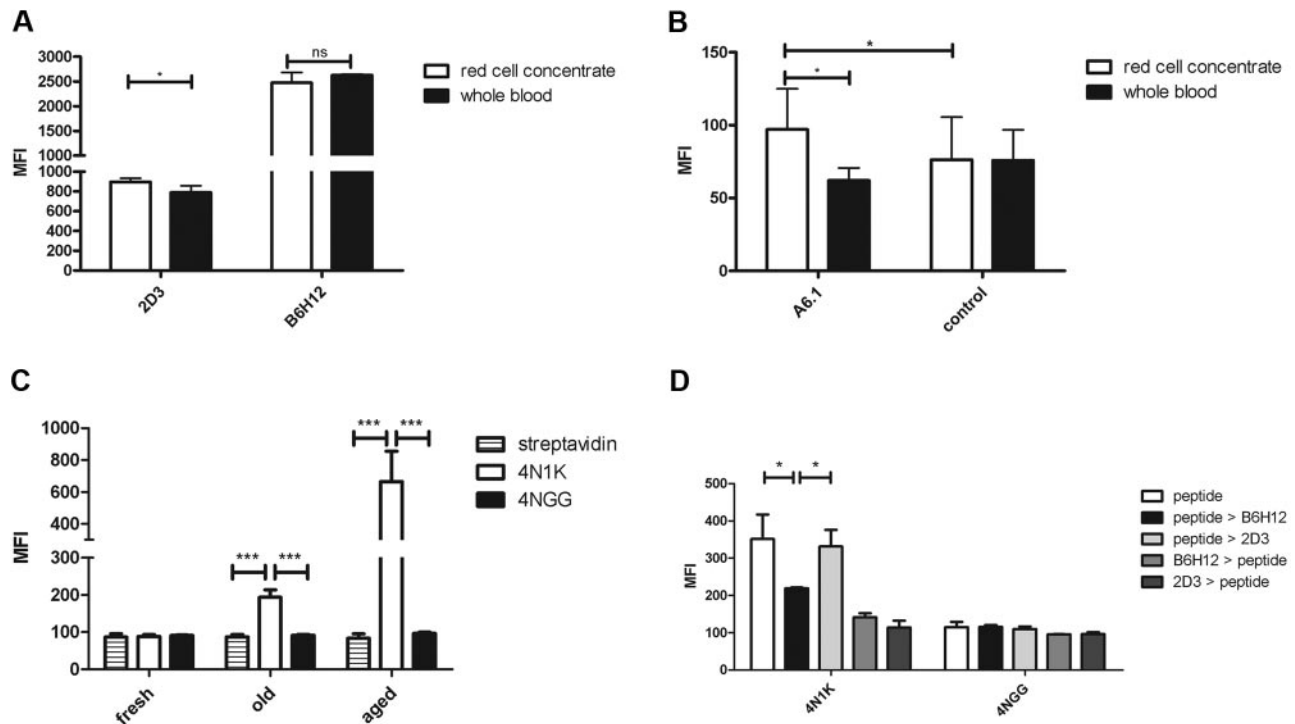 A
MFI
3000
2500
2000
1500
1000
1000
800
600
400
200
0
*
ns
2D3
B6H12
red cell concentrate
whole blood
B
MFI
150
100
50
0
*
*
A6.1
control
red cell concentrate
whole blood
C
MFI
1000
800
600
400
300
200
100
0
*** ***
*** ***
fresh
old
aged
streptavidin
4N1K
4NGG
D
MFI
500
400
300
200
100
0
* *
4N1K
4NGG
peptide
peptide > B6H12
peptide > 2D3
B6H12 > peptide
2D3 > peptide